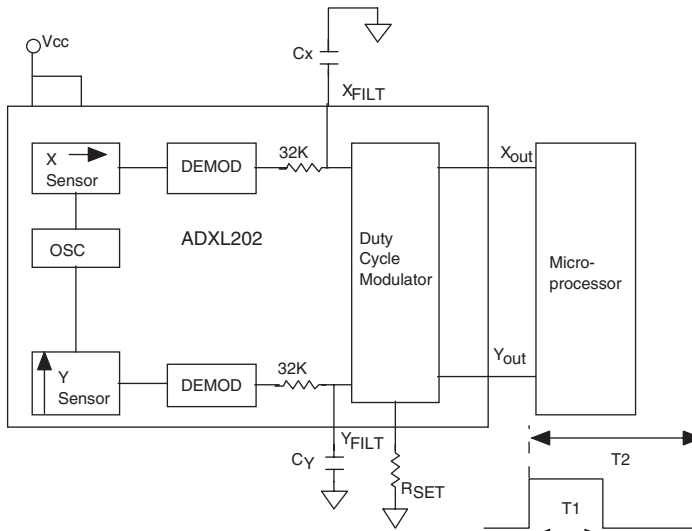 Vcc
Cx
XFILT
X
Sensor
DEMOD
32K
Xout
OSC
ADXL202
Duty
Cycle
Modulator
Micro-
processor
Y
Sensor
DEMOD
32K
Yout
YFILT
CY
RSET
T2
T1